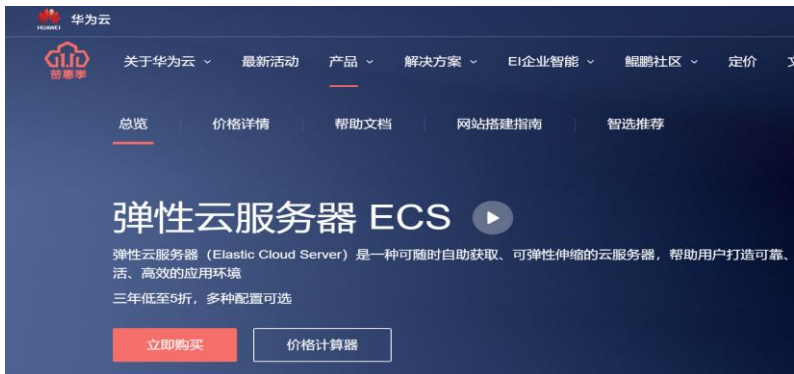 HUAWEI 华为云
关于华为云 最新活动 产品 解决方案 EI企业智能 鲲鹏社区 定价
总览 价格详情 帮助文档 网站搭建指南 智选推荐
弹性云服务器 ECS
弹性云服务器（Elastic Cloud Server）是一种可随时自助获取、可弹性伸缩的云服务器，帮助用户打造可靠、
活、高效的应用环境
三年低至5折，多种配置可选
立即购买 价格计算器